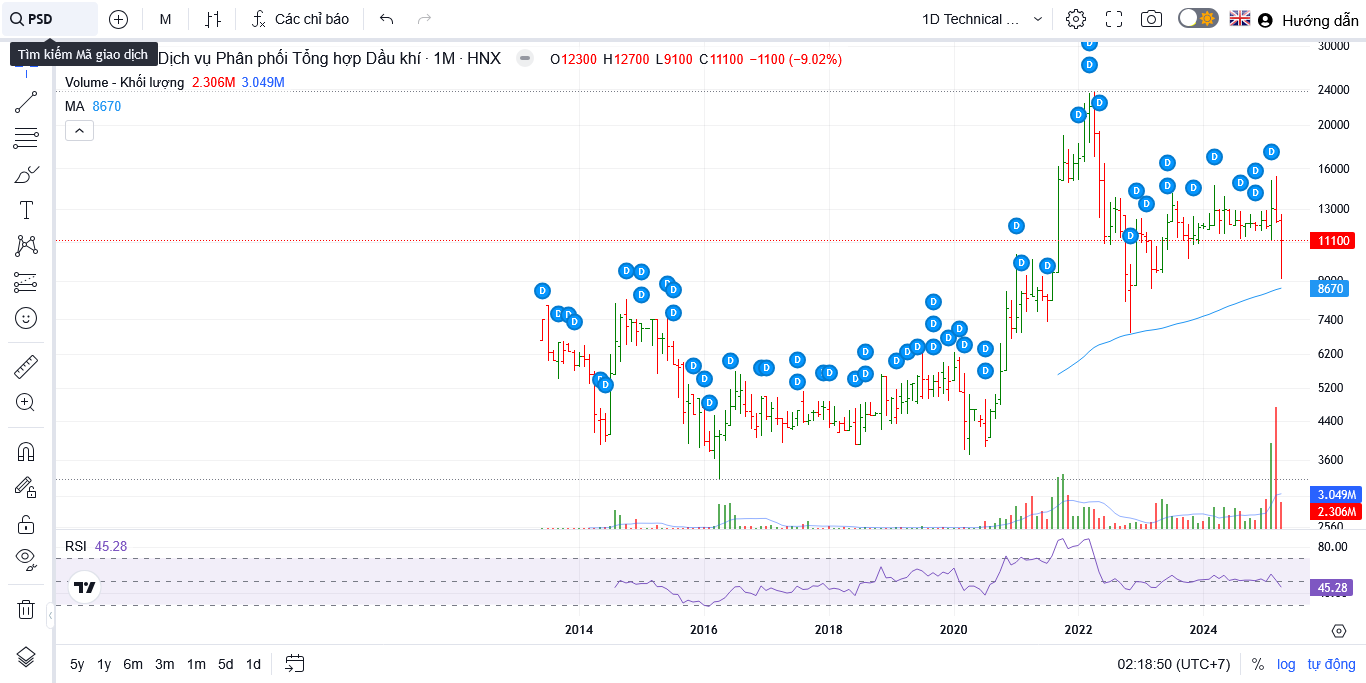 PSD
M
Các chỉ báo
1D Technical ...
Hướng dẫn
Tìm kiếm Mã giao dịch
Dịch vụ Phân phối Tổng hợp Dầu khí · 1M · HNX
O12300 H12700 L9100 C11100 −1100 (−9.02%)
Volume - Khối lượng 2.306M 3.049M
MA 8670
30000
24000
20000
16000
13000
11100
9000
8670
7400
6200
5200
4400
3600
3.049M
2.306M
2560
RSI 45.28
80.00
45.28
2014 2016 2018 2020 2022 2024
5y 1y 6m 3m 1m 5d 1d
02:18:50 (UTC+7)
% log tự động